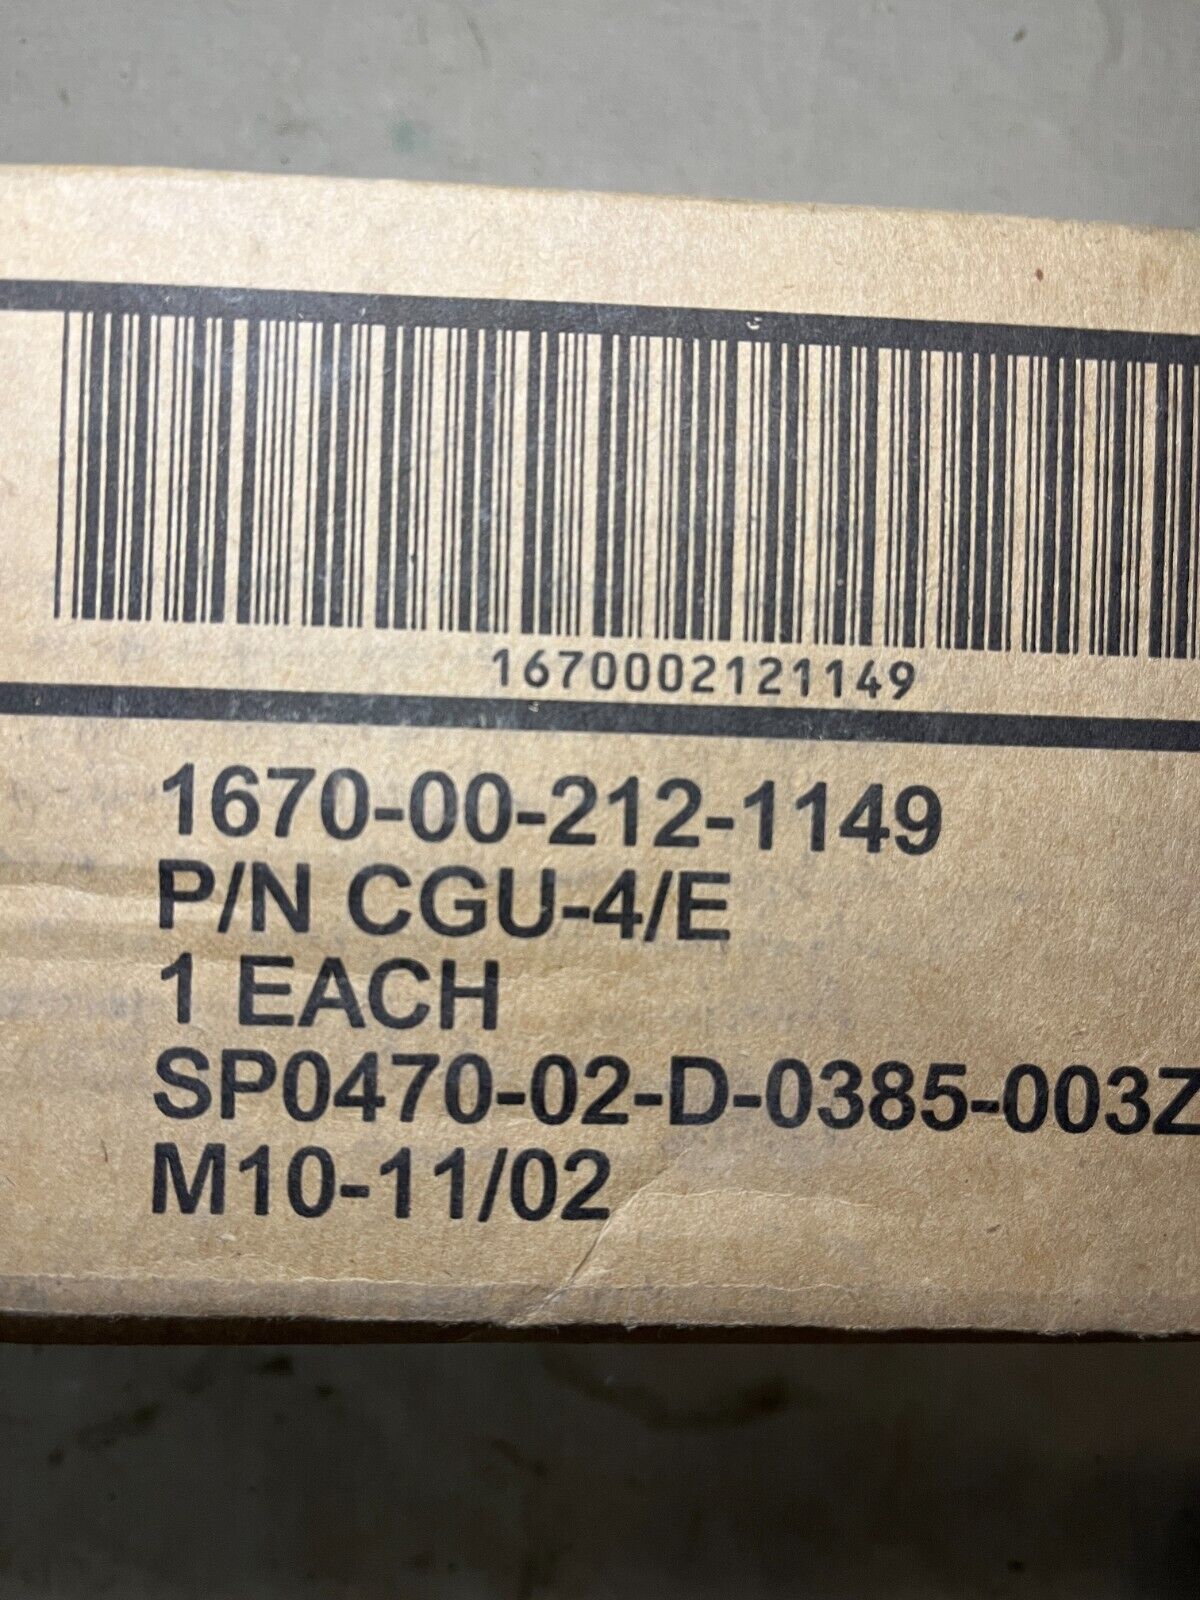 1670002121149
1670-00-212-1149
P/N CGU-4/E
1 EACH
SP0470-02-D-0385-003Z
M10-11/02